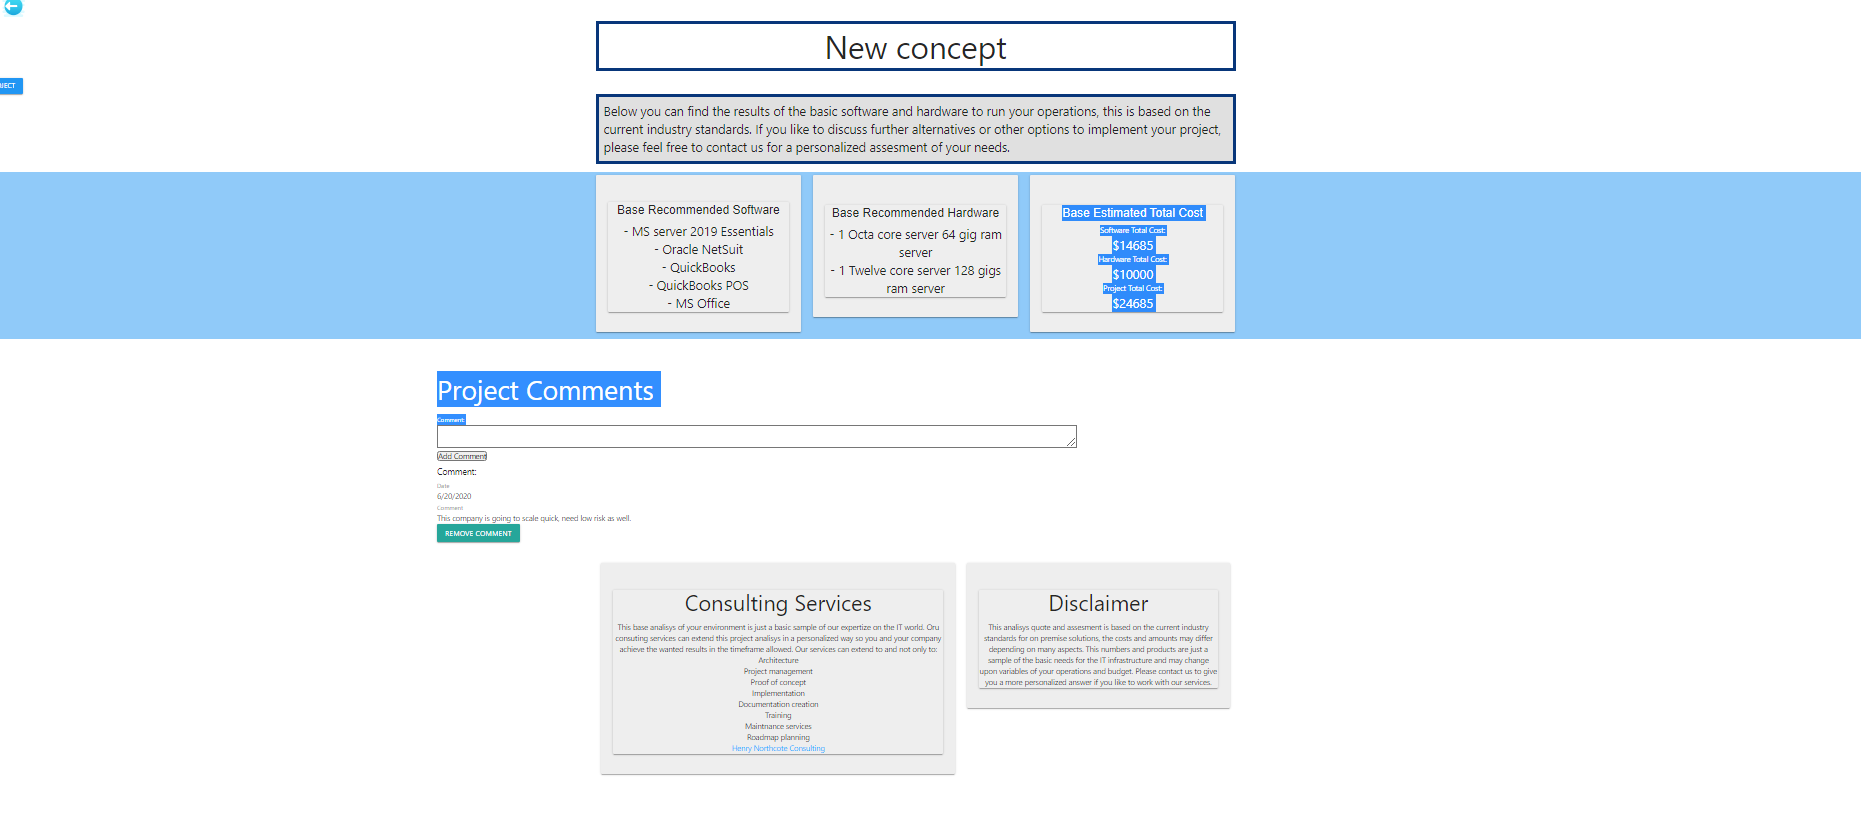 New concept
JECT
Below you can find the results of the basic software and hardware to run your operations, this is based on the
current industry standards. If you like to discuss further alternatives or other options to implement your project,
please feel free to contact us for a personalized assesment of your needs.
Base Recommended Software
- MS server 2019 Essentials
- Oracle NetSuit
- QuickBooks
- QuickBooks POS
- MS Office
Base Recommended Hardware
- 1 Octa core server 64 gig ram
server
- 1 Twelve core server 128 gigs
ram server
Base Estimated Total Cost
Software Total Cost:
$14685
Hardware Total Cost:
$10000
Project Total Cost:
$24685
Project Comments
Comment:
Add Comment
Comment:
Date
6/20/2020
Comment
This company is going to scale quick, need low risk as well.
REMOVE COMMENT
Consulting Services
This base analisys of your environment is just a basic sample of our expertize on the IT world. Oru
consuting services can extend this project analisys in a personalized way so you and your company
achieve the wanted results in the timeframe allowed. Our services can extend to and not only to:
Architecture
Project management
Proof of concept
Implementation
Documentation creation
Training
Maintnance services
Roadmap planning
Henry Northcote Consulting
Disclaimer
This analisys quote and assesment is based on the current industry
standards for on premise solutions, the costs and amounts may differ
depending on many aspects. This numbers and products are just a
sample of the basic needs for the IT infrastructure and may change
upon variables of your operations and budget. Please contact us to give
you a more personalized answer if you like to work with our services.